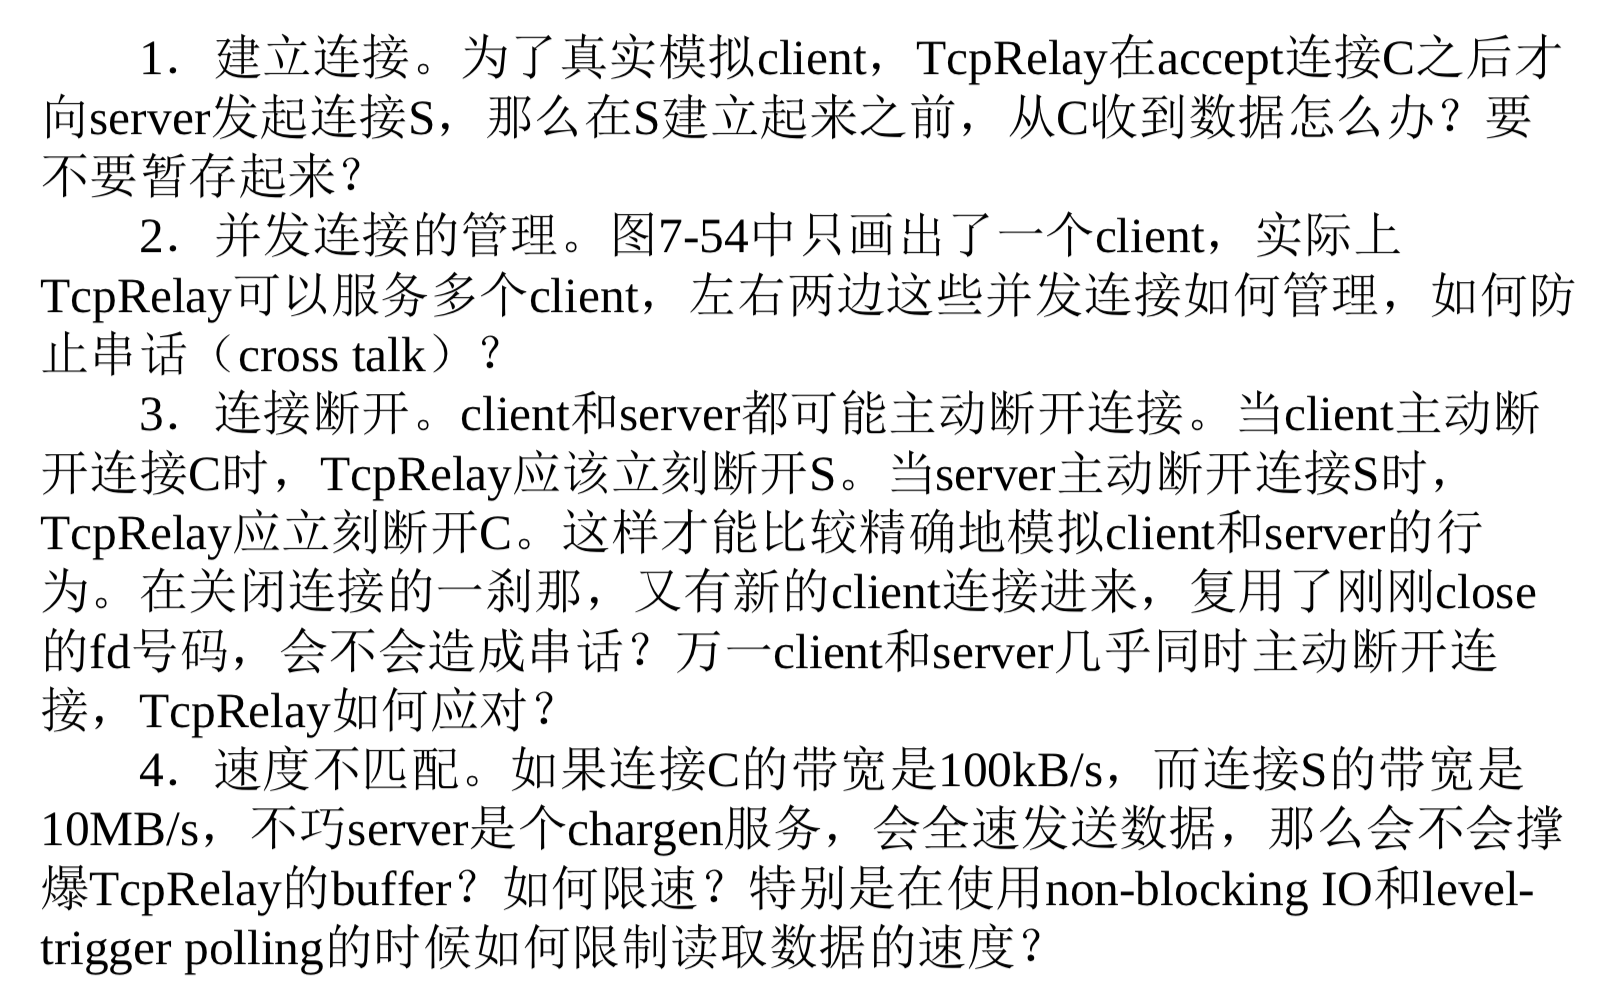 1．建立连接。为了真实模拟client，TcpRelay在accept连接C之后才
向server发起连接S，那么在S建立起来之前，从C收到数据怎么办？要
不要暂存起来？
2．并发连接的管理。图7-54中只画出了一个client，实际上
TcpRelay可以服务多个client，左右两边这些并发连接如何管理，如何防
止串话（cross talk）？
3．连接断开。client和server都可能主动断开连接。当client主动断
开连接C时，TcpRelay应该立刻断开S。当server主动断开连接S时，
TcpRelay应立刻断开C。这样才能比较精确地模拟client和server的行
为。在关闭连接的一刹那，又有新的client连接进来，复用了刚刚close
的fd号码，会不会造成串话？万一client和server几乎同时主动断开连
接，TcpRelay如何应对？
4．速度不匹配。如果连接C的带宽是100kB/s，而连接S的带宽是
10MB/s，不巧server是个chargen服务，会全速发送数据，那么会不会撑
爆TcpRelay的buffer？如何限速？特别是在使用non-blocking IO和level-
trigger polling的时候如何限制读取数据的速度？